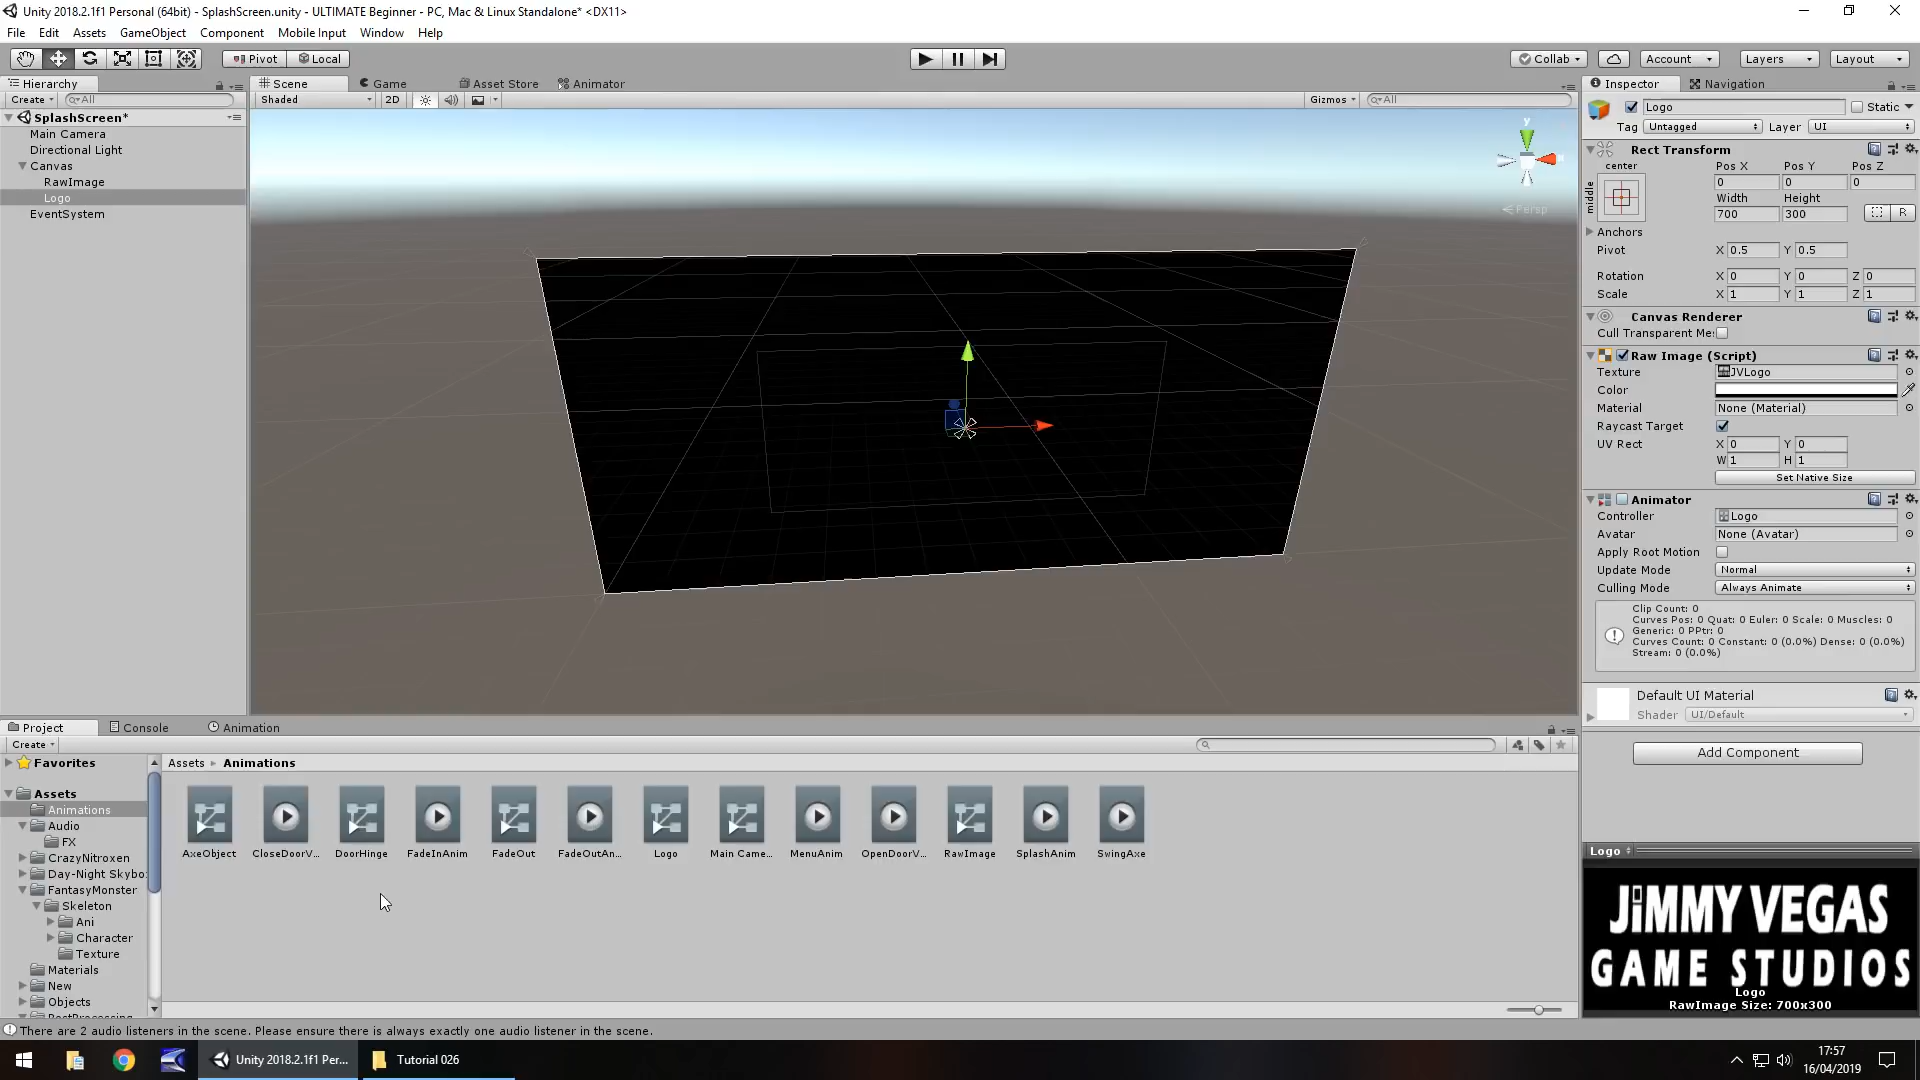 Unity 2018.2.1f1 Personal (64bit) - SplashScreen.unity - ULTIMATE Beginner - PC, Mac & Linux Standalone* <DX11>
File Edit Assets GameObject Component Mobile Input Window Help
Pivot Local Collab Account Layers Layout
Hierarchy Scene Game Asset Store Animator Inspector Navigation
Create All Shaded 2D Gizmos All
SplashScreen*
Main Camera
Directional Light
Canvas
RawImage
Logo
EventSystem
y
Persp
Logo Static
Tag Untagged Layer UI
Rect Transform
center Pos X Pos Y Pos Z
middle 0 0 0
Width Height
700 300 R
Anchors
Pivot X 0.5 Y 0.5
Rotation X 0 Y 0 Z 0
Scale X 1 Y 1 Z 1
Canvas Renderer
Cull Transparent Me:
Raw Image (Script)
Texture JVLogo
Color
Material None (Material)
Raycast Target
UV Rect X 0 Y 0
W 1 H 1
Set Native Size
Animator
Controller Logo
Avatar None (Avatar)
Apply Root Motion
Update Mode Normal
Culling Mode Always Animate
Clip Count: 0
Curves Pos: 0 Quat: 0 Euler: 0 Scale: 0 Muscles: 0
Generic: 0 PPtr: 0
Curves Count: 0 Constant: 0 (0.0%) Dense: 0 (0.0%)
Stream: 0 (0.0%)
Default UI Material
Shader UI/Default
Add Component
Project Console Animation
Create
Favorites
Assets
Animations
Audio
FX
CrazyNitroxen
Day-Night Skybo:
FantasyMonster
Skeleton
Ani
Character
Texture
Materials
New
Objects
PostProcessing
Assets Animations
AxeObject CloseDoorV... DoorHinge FadeInAnim FadeOut FadeOutAn... Logo Main Came... MenuAnim OpenDoorV... RawImage SplashAnim SwingAxe
Logo
JIMMY VEGAS
GAME STUDIOS
Logo
RawImage Size: 700x300
There are 2 audio listeners in the scene. Please ensure there is always exactly one audio listener in the scene.
Unity 2018.2.1f1 Per... Tutorial 026
17:57
16/04/2019